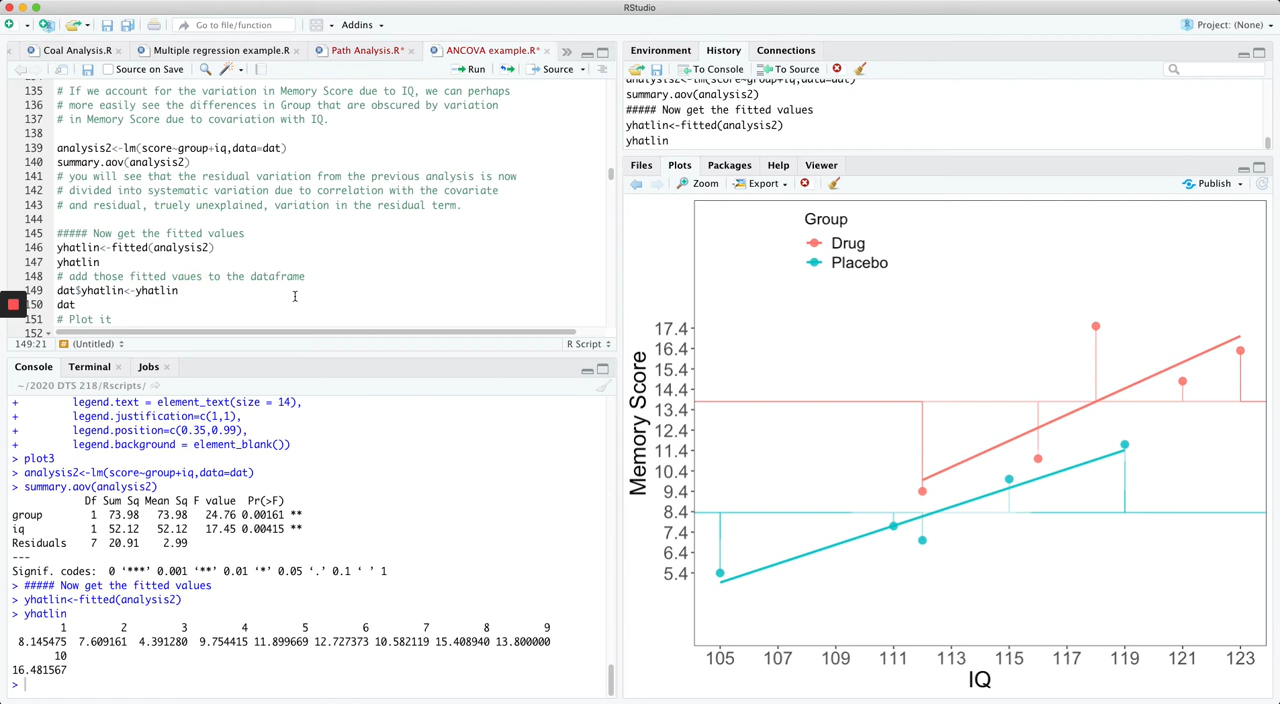 RStudio
Go to file/function
Addins
Project: (None)
Coal Analysis.R
Multiple regression example.R
Path Analysis.R*
ANCOVA example.R*
Source on Save
Run
Source
135 # If we account for the variation in Memory Score due to IQ, we can perhaps
136 # more easily see the differences in Group that are obscured by variation
137 # in Memory Score due to covariation with IQ.
138
139 analysis2<-lm(score~group+iq,data=dat)
140 summary.aov(analysis2)
141 # you will see that the residual variation from the previous analysis is now
142 # divided into systematic variation due to correlation with the covariate
143 # and residual, truely unexplained, variation in the residual term.
144
145 ##### Now get the fitted values
146 yhatlin<-fitted(analysis2)
147 yhatlin
148 # add those fitted vaues to the dataframe
149 dat$yhatlin<-yhatlin
150 dat
151 # Plot it
152
149:21 (Untitled) R Script
Console Terminal Jobs
~/2020 DTS 218/Rscripts/
+ legend.text = element_text(size = 14),
+ legend.justification=c(1,1),
+ legend.position=c(0.35,0.99),
+ legend.background = element_blank())
> plot3
> analysis2<-lm(score~group+iq,data=dat)
> summary.aov(analysis2)
Df Sum Sq Mean Sq F value Pr(>F)
group 1 73.98 73.98 24.76 0.00161 **
iq 1 52.12 52.12 17.45 0.00415 **
Residuals 7 20.91 2.99
---
Signif. codes: 0 ‘***’ 0.001 ‘**’ 0.01 ‘*’ 0.05 ‘.’ 0.1 ‘ ’ 1
> ##### Now get the fitted values
> yhatlin<-fitted(analysis2)
> yhatlin
1 2 3 4 5 6 7 8 9
8.145475 7.609161 4.391280 9.754415 11.899669 12.727373 10.582119 15.408940 13.800000
10
16.481567
>
Environment History Connections
To Console To Source
analysis2<-lm(score~group+iq,data=dat)
summary.aov(analysis2)
##### Now get the fitted values
yhatlin<-fitted(analysis2)
yhatlin
Files Plots Packages Help Viewer
Zoom Export Publish
Group
Drug
Placebo
Memory Score
17.4
16.4
15.4
14.4
13.4
12.4
11.4
10.4
9.4
8.4
7.4
6.4
5.4
105 107 109 111 113 115 117 119 121 123
IQ